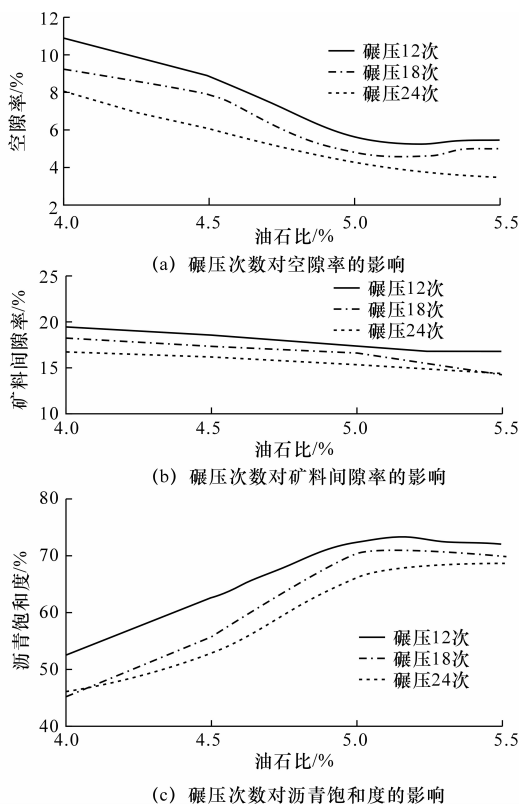 12
10
8
6
4
2
空隙率/%
碾压12次
碾压18次
碾压24次
4.0 4.5 5.0 5.5
油石比/%
(a) 碾压次数对空隙率的影响
25
20
15
10
矿料间隙率/%
碾压12次
碾压18次
碾压24次
4.0 4.5 5.0 5.5
油石比/%
(b) 碾压次数对矿料间隙率的影响
80
70
60
50
40
沥青饱和度/%
碾压12次
碾压18次
碾压24次
4.0 4.5 5.0 5.5
油石比/%
(c) 碾压次数对沥青饱和度的影响